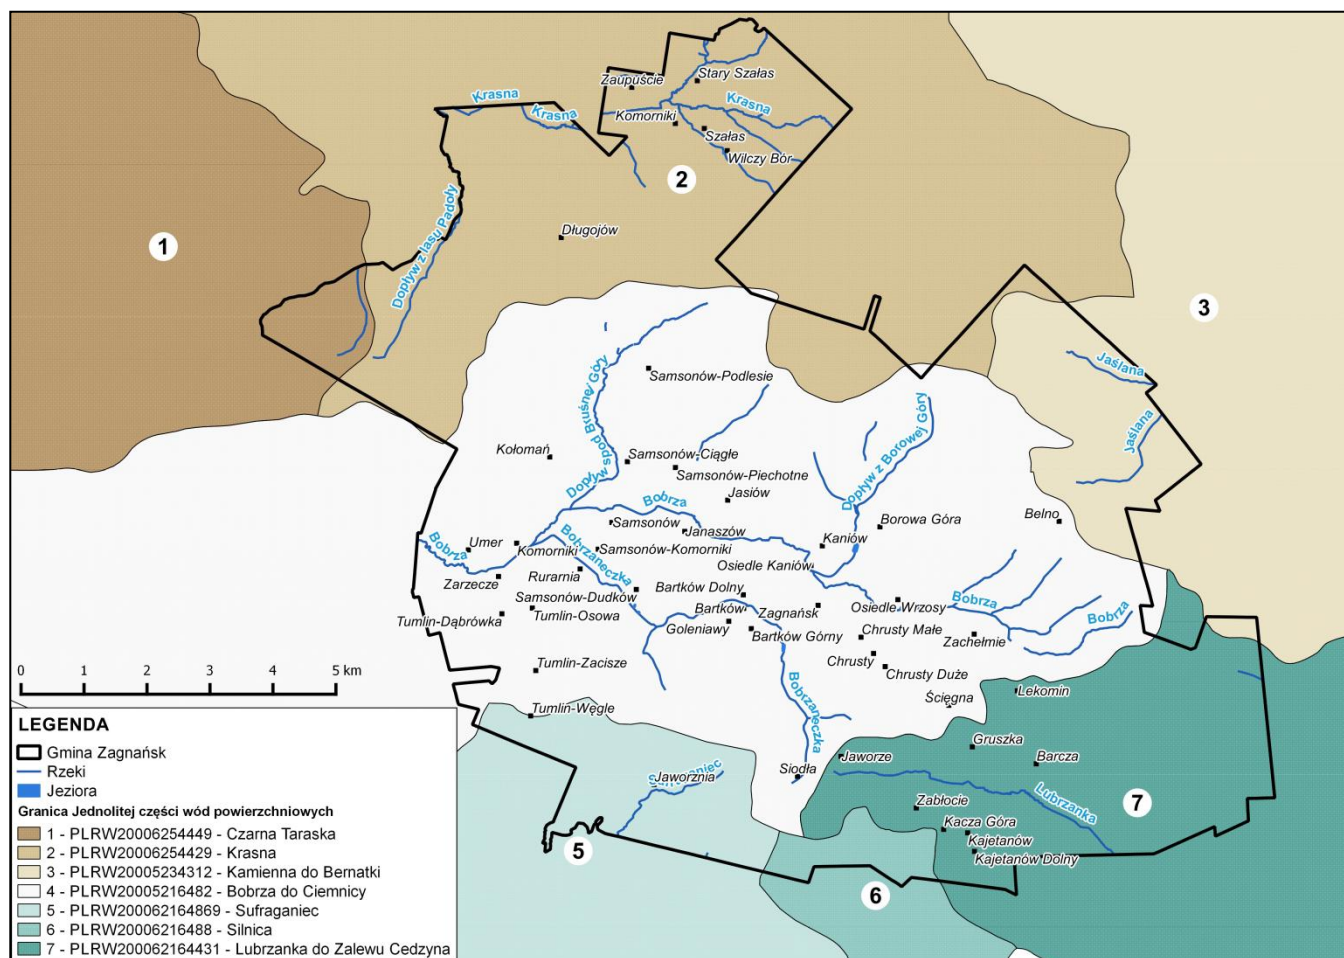 Zaupuście
Stary Szałas
Krasna
Krasna
Krasna
Komorniki
Szałas
Wilczy Bór
2
Dopływ z lasu Padoły
Długojów
1
3
Jaślana
Jaślana
Dopływ spod Bruśnej Góry
Samsonów-Podlesie
Dopływ z Borowej Góry
Kołomań
Samsonów-Ciągłe
Samsonów-Piechotne
Jasiów
Bobrza
Samsonów
Janaszów
Borowa Góra
Belno
Kaniów
Bobrza
Umer
Komorniki
Bobrzaneczka
Samsonów-Komorniki
Osiedle Kaniów
Zarzecze
Rurarnia
Samsonów-Dudków
Bartków Dolny
Bobrza
Bobrza
Osiedle Wrzosy
Tumlin-Dąbrówka
Tumlin-Osowa
Bartków
Zagnańsk
Goleniawy
Bartków Górny
Chrusty Małe
Zachełmie
Chrusty
Chrusty Duże
Tumlin-Zacisze
Bobrzaneczka
Ścięgna
Lekomin
Tumlin-Węgle
Gruszka
Barcza
Jaworze
Siodła
Jaworznia
Lubrzanka
7
Zabłocie
Kacza Góra
Kajetanów
Kajetanów Dolny
5
6
0 1 2 3 4 5 km
LEGENDA
Gmina Zagnańsk
Rzeki
Jeziora
Granica Jednolitej części wód powierzchniowych
1 - PLRW20006254449 - Czarna Taraska
2 - PLRW20006254429 - Krasna
3 - PLRW20005234312 - Kamienna do Bernatki
4 - PLRW20005216482 - Bobrza do Ciemnicy
5 - PLRW200062164869 - Sufraganiec
6 - PLRW20006216488 - Silnica
7 - PLRW200062164431 - Lubrzanka do Zalewu Cedzyna